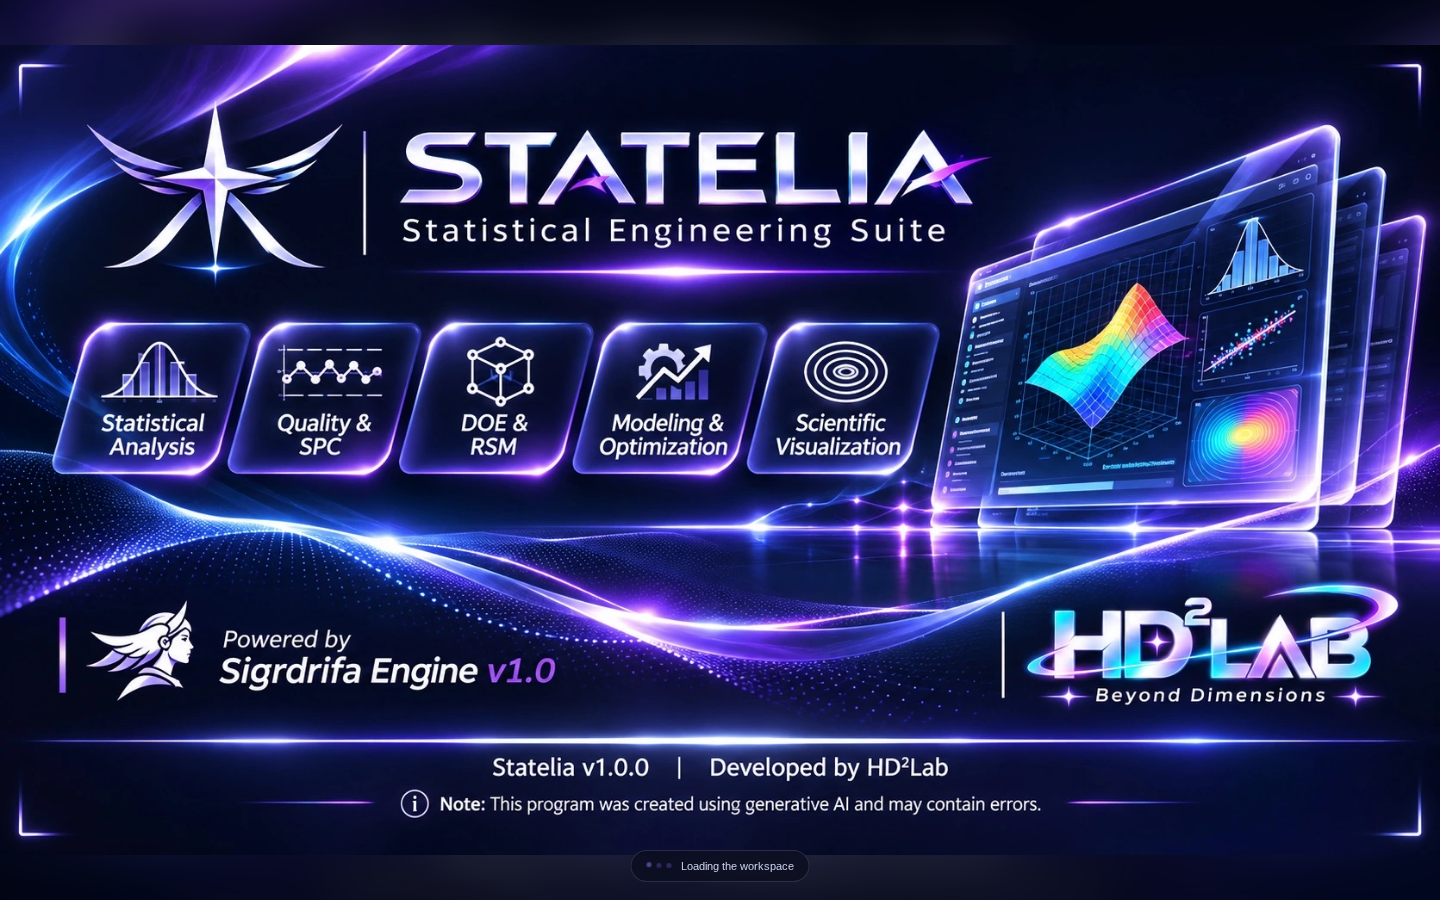 STATELIA
Statistical Engineering Suite
Statistical
Analysis
Quality &
SPC
DOE &
RSM
Modeling &
Optimization
Scientific
Visualization
Powered by
Sigrdrifa Engine v1.0
HD²LAB
Beyond Dimensions
Statelia v1.0.0 | Developed by HD²Lab
Note: This program was created using generative AI and may contain errors.
Loading the workspace